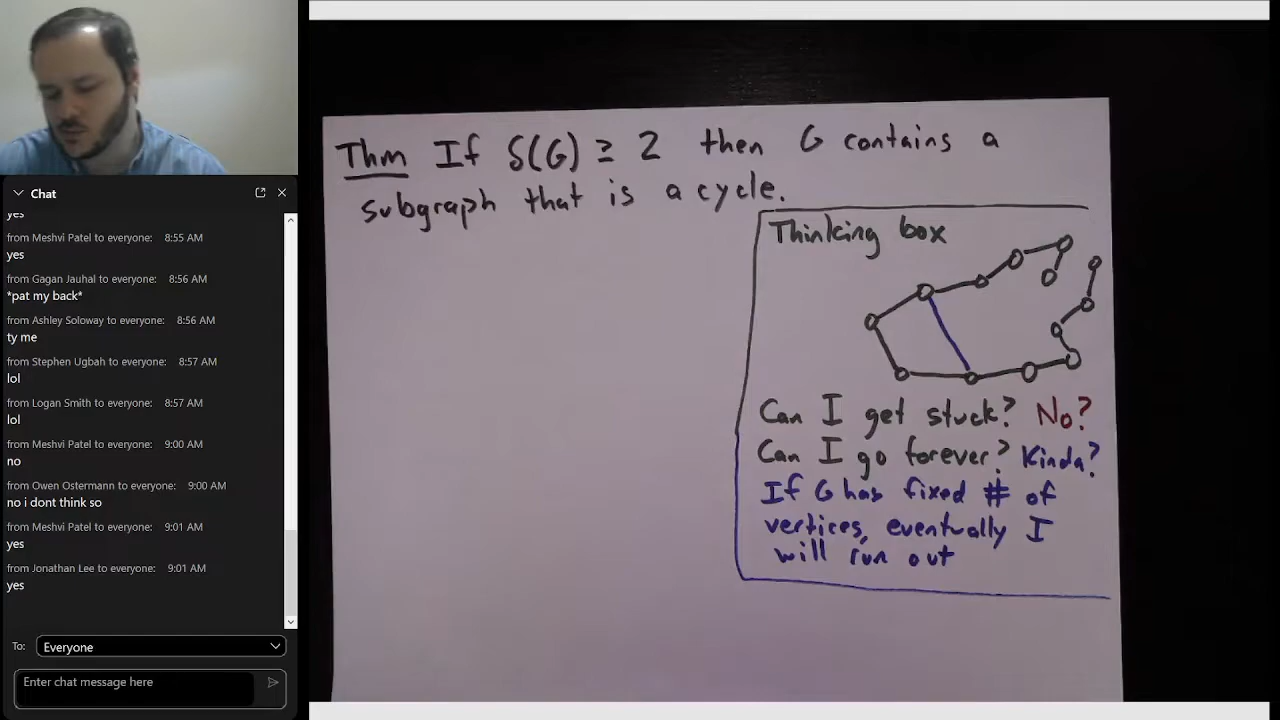 Chat
yes
from Meshvi Patel to everyone: 8:55 AM
yes
from Gagan Jauhal to everyone: 8:56 AM
*pat my back*
from Ashley Soloway to everyone: 8:56 AM
ty me
from Stephen Ugbah to everyone: 8:57 AM
lol
from Logan Smith to everyone: 8:57 AM
lol
from Meshvi Patel to everyone: 9:00 AM
no
from Owen Ostermann to everyone: 9:00 AM
no i dont think so
from Meshvi Patel to everyone: 9:01 AM
yes
from Jonathan Lee to everyone: 9:01 AM
yes
To: Everyone
Enter chat message here
Thm If δ(G) ≥ 2 then G contains a
subgraph that is a cycle.
Thinking box
Can I get stuck? No?
Can I go forever? Kinda?
If G has fixed # of
vertices, eventually I
will run out